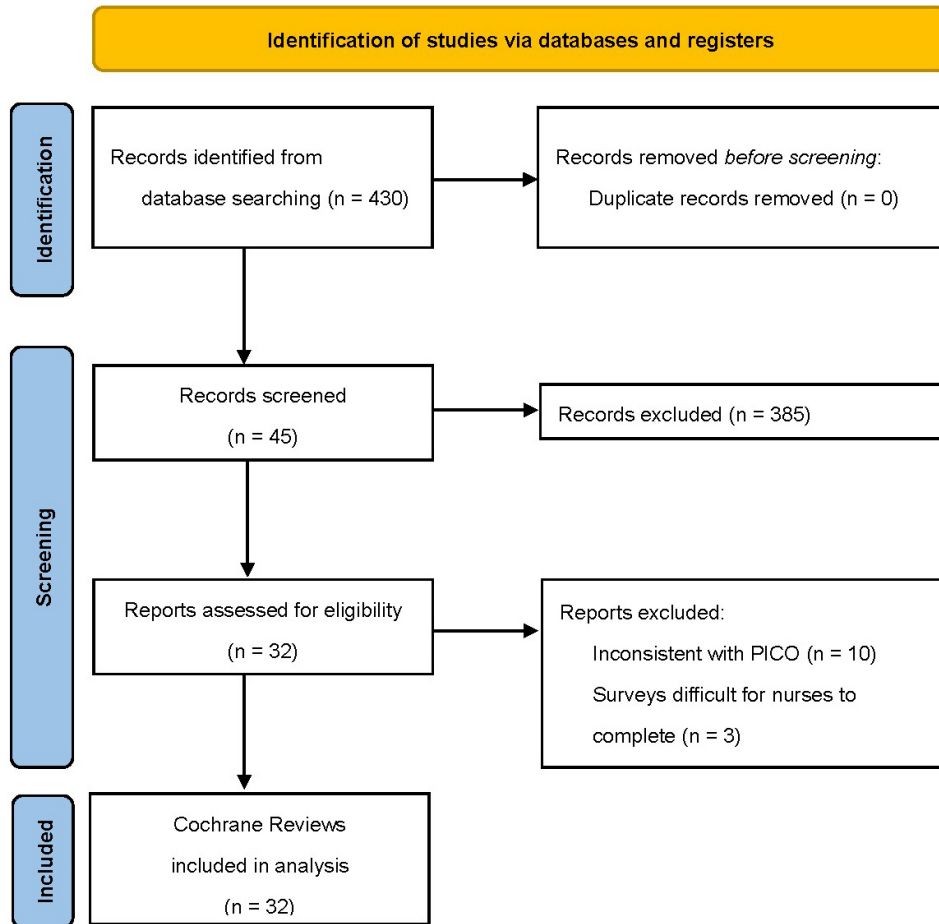 Identification of studies via databases and registers
Identification
Records identified from
database searching (n = 430)
Records removed before screening:
Duplicate records removed (n = 0)
Screening
Records screened
(n = 45)
Records excluded (n = 385)
Reports assessed for eligibility
(n = 32)
Reports excluded:
Inconsistent with PICO (n = 10)
Surveys difficult for nurses to
complete (n = 3)
Included
Cochrane Reviews
included in analysis
(n = 32)